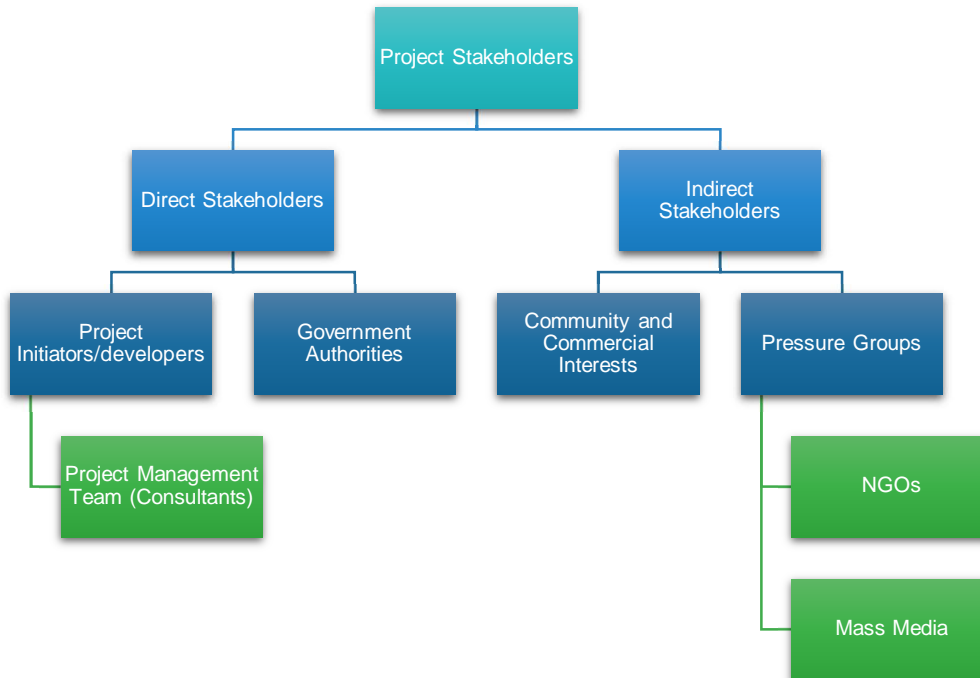 Project Stakeholders
Direct Stakeholders
Indirect
Stakeholders
Project
Initiators/developers
Government
Authorities
Community and
Commercial
Interests
Pressure Groups
Project Management
Team (Consultants)
NGOs
Mass Media